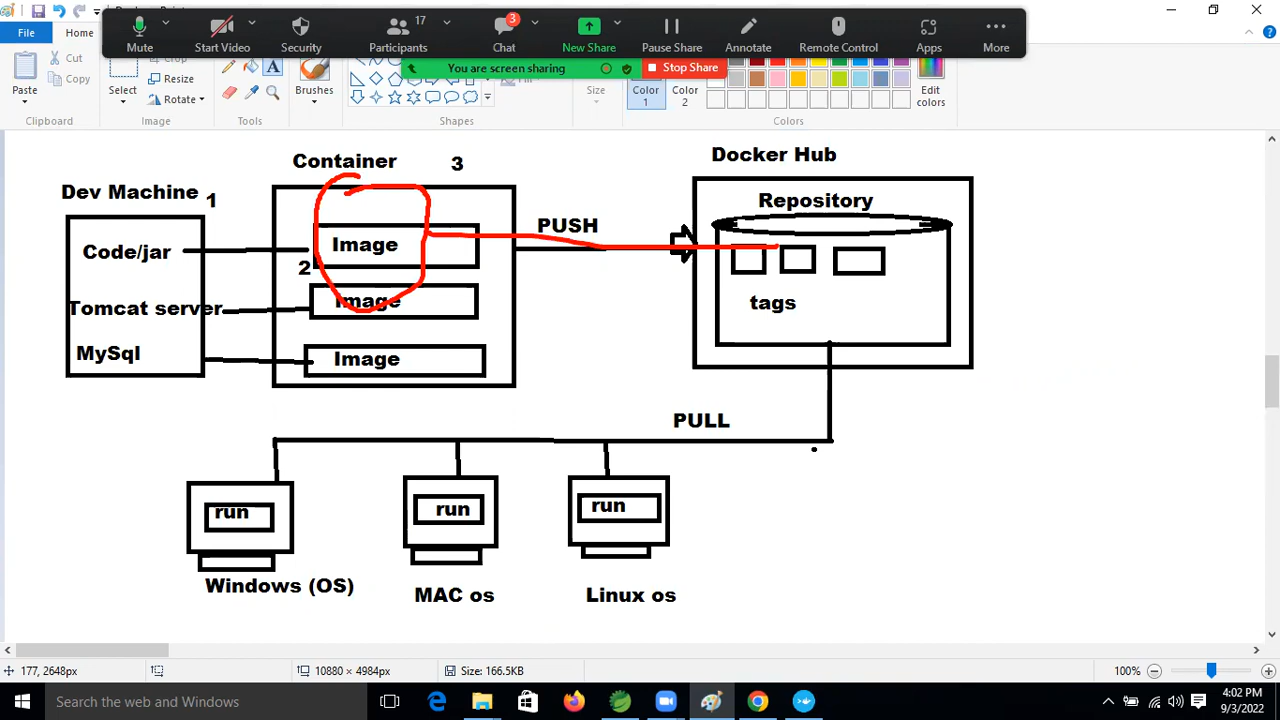 File
Home
Mute
Start Video
Security
17
Participants
3
Chat
New Share
Pause Share
Annotate
Remote Control
Apps
More
You are screen sharing
Stop Share
Paste
Cut
Copy
Select
Crop
Resize
Rotate
A
Brushes
Fill
Size
Color
1
Color
2
Edit
colors
Clipboard
Image
Tools
Shapes
Colors
Container
3
Docker Hub
Dev Machine
1
Repository
Code/jar
Image
PUSH
2
Tomcat server
Image
tags
MySql
Image
PULL
run
run
run
Windows (OS)
MAC os
Linux os
177, 2648px
10880 × 4984px
Size: 166.5KB
100%
Search the web and Windows
4:02 PM
9/3/2022